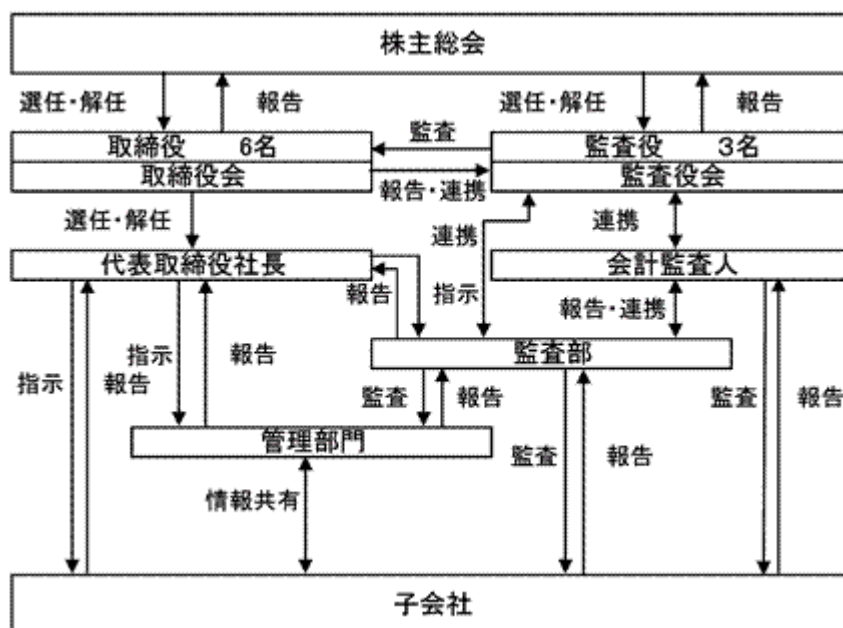 株主総会
選任・解任
報告
選任・解任
報告
取締役 6名
監査
監査役 3名
取締役会
報告・連携
監査役会
選任・解任
連携
連携
代表取締役社長
会計監査人
報告
指示
報告・連携
指示
報告
指示
報告
監査部
監査
報告
監査
報告
管理部門
監査
報告
情報共有
子会社